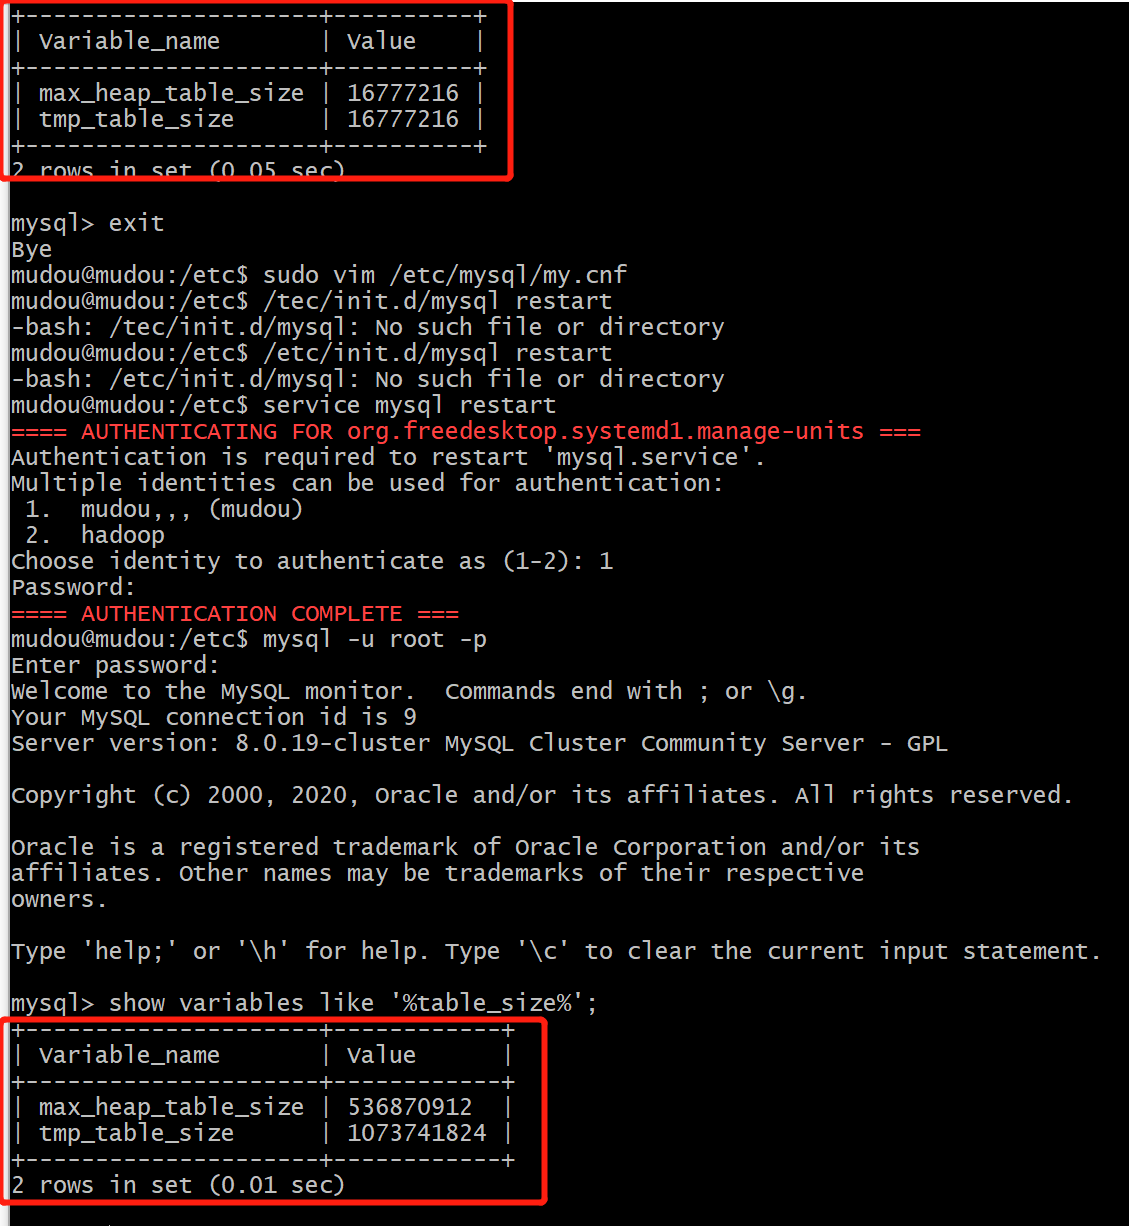 +----------------------+-----------+
| Variable_name        | Value    |
+----------------------+-----------+
| max_heap_table_size | 16777216 |
| tmp_table_size       | 16777216 |
+----------------------+-----------+
2 rows in set (0.05 sec)
mysql> exit
Bye
mudou@mudou:/etc$ sudo vim /etc/mysql/my.cnf
mudou@mudou:/etc$ /tec/init.d/mysql restart
-bash: /tec/init.d/mysql: No such file or directory
mudou@mudou:/etc$ /etc/init.d/mysql restart
-bash: /etc/init.d/mysql: No such file or directory
mudou@mudou:/etc$ service mysql restart
==== AUTHENTICATING FOR org.freedesktop.systemd1.manage-units ===
Authentication is required to restart 'mysql.service'.
Multiple identities can be used for authentication:
 1.  mudou,,, (mudou)
 2.  hadoop
Choose identity to authenticate as (1-2): 1
Password:
==== AUTHENTICATION COMPLETE ===
mudou@mudou:/etc$ mysql -u root -p
Enter password:
Welcome to the MySQL monitor.  Commands end with ; or \g.
Your MySQL connection id is 9
Server version: 8.0.19-cluster MySQL Cluster Community Server - GPL
Copyright (c) 2000, 2020, Oracle and/or its affiliates. All rights reserved.
Oracle is a registered trademark of Oracle Corporation and/or its
affiliates. Other names may be trademarks of their respective
owners.
Type 'help;' or '\h' for help. Type '\c' to clear the current input statement.
mysql> show variables like '%table_size%';
+---------------------+------------+
| Variable_name       | Value      |
+---------------------+------------+
| max_heap_table_size | 536870912  |
| tmp_table_size      | 1073741824 |
+---------------------+------------+
2 rows in set (0.01 sec)